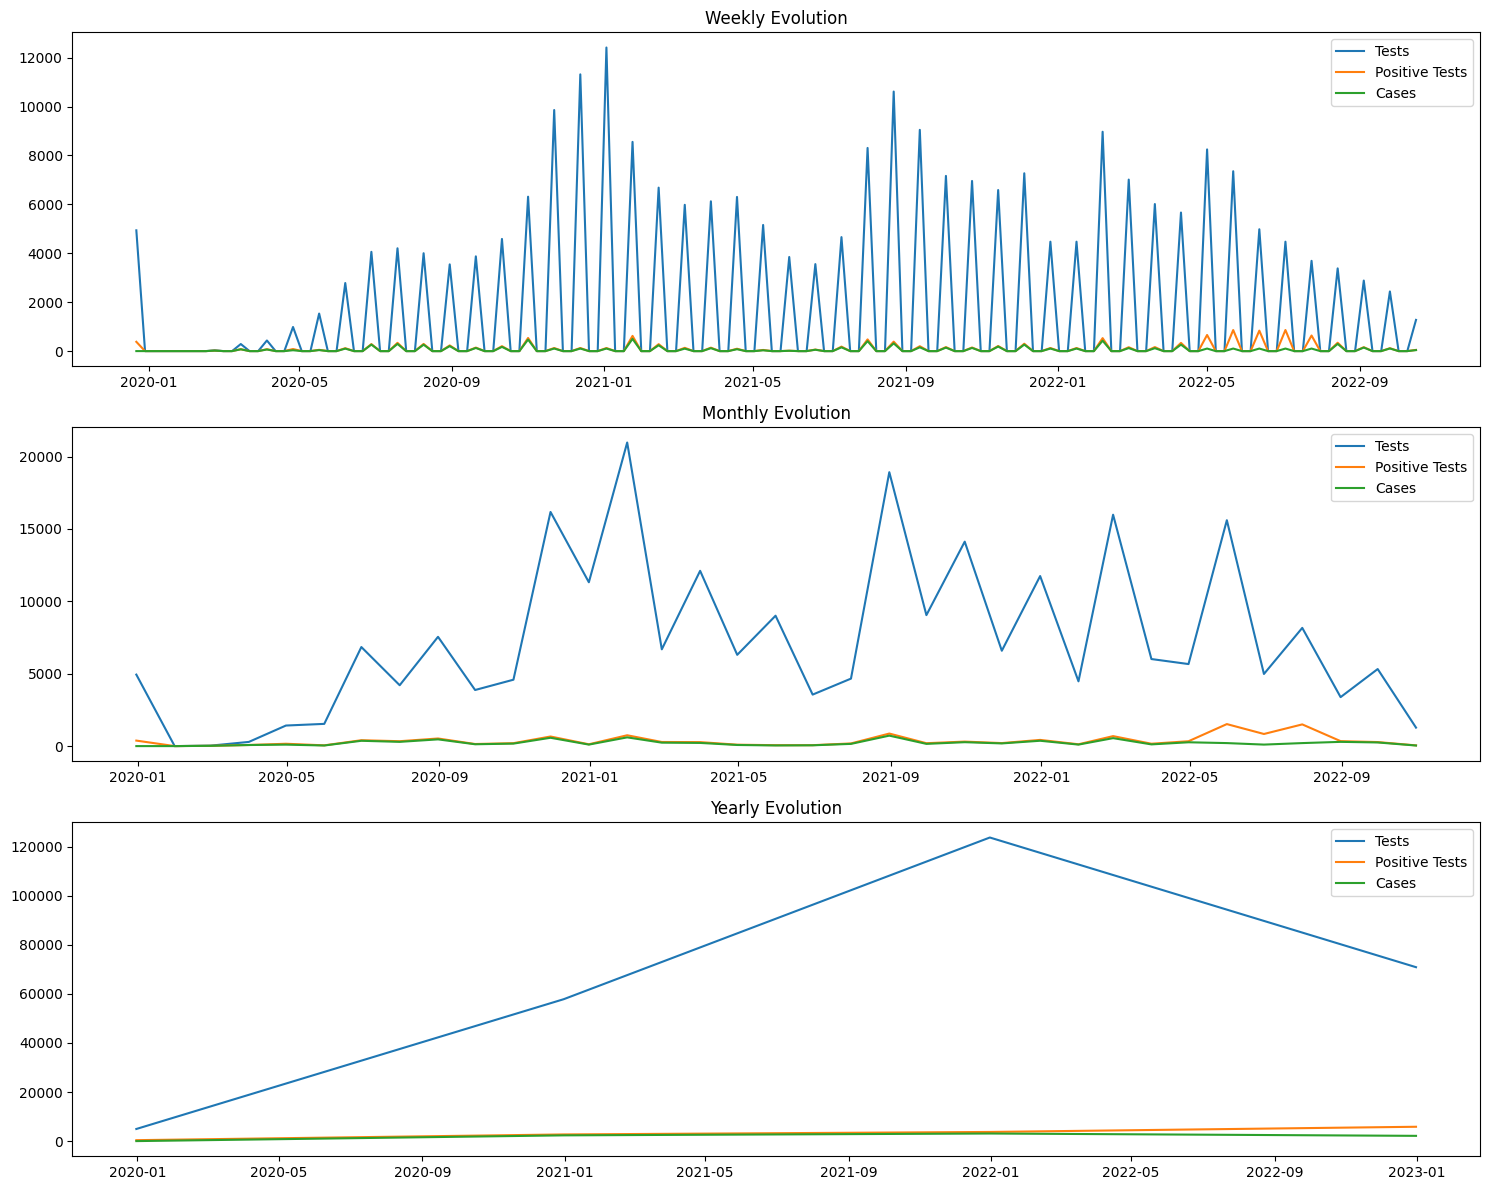 Weekly Evolution
12000
10000
8000
6000
4000
2000
0
Tests
Positive Tests
Cases
2020-01 2020-05 2020-09 2021-01 2021-05 2021-09 2022-01 2022-05 2022-09
Monthly Evolution
20000
15000
10000
5000
0
Tests
Positive Tests
Cases
2020-01 2020-05 2020-09 2021-01 2021-05 2021-09 2022-01 2022-05 2022-09
Yearly Evolution
120000
100000
80000
60000
40000
20000
0
Tests
Positive Tests
Cases
2020-01 2020-05 2020-09 2021-01 2021-05 2021-09 2022-01 2022-05 2022-09 2023-01